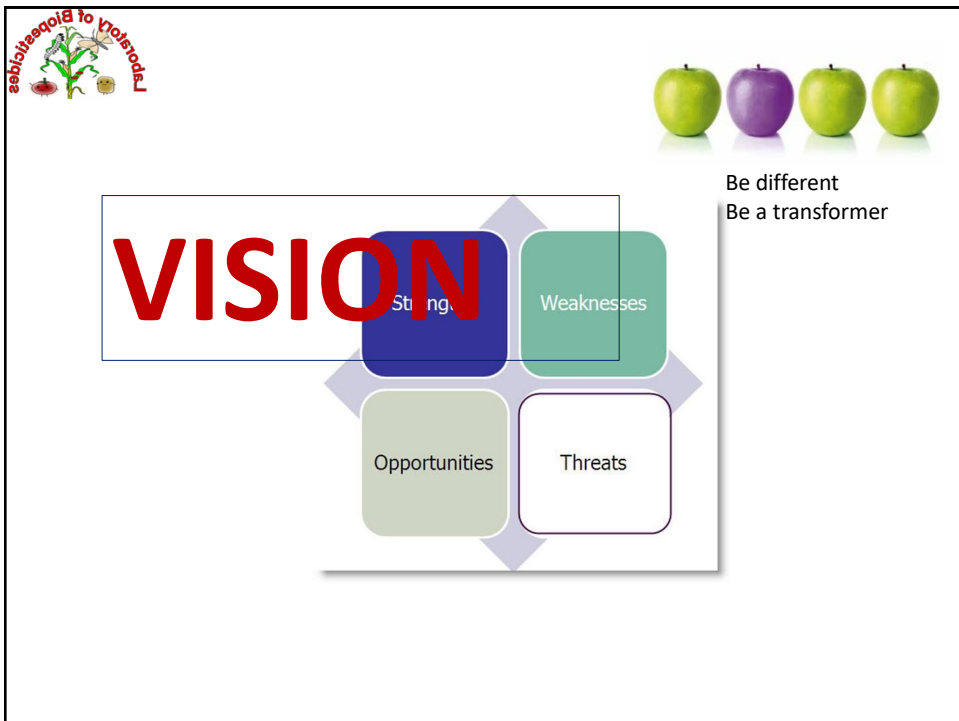 Laboratory of Biopesticides
Be different
Be a transformer
VISION
Weaknesses
Opportunities
Threats